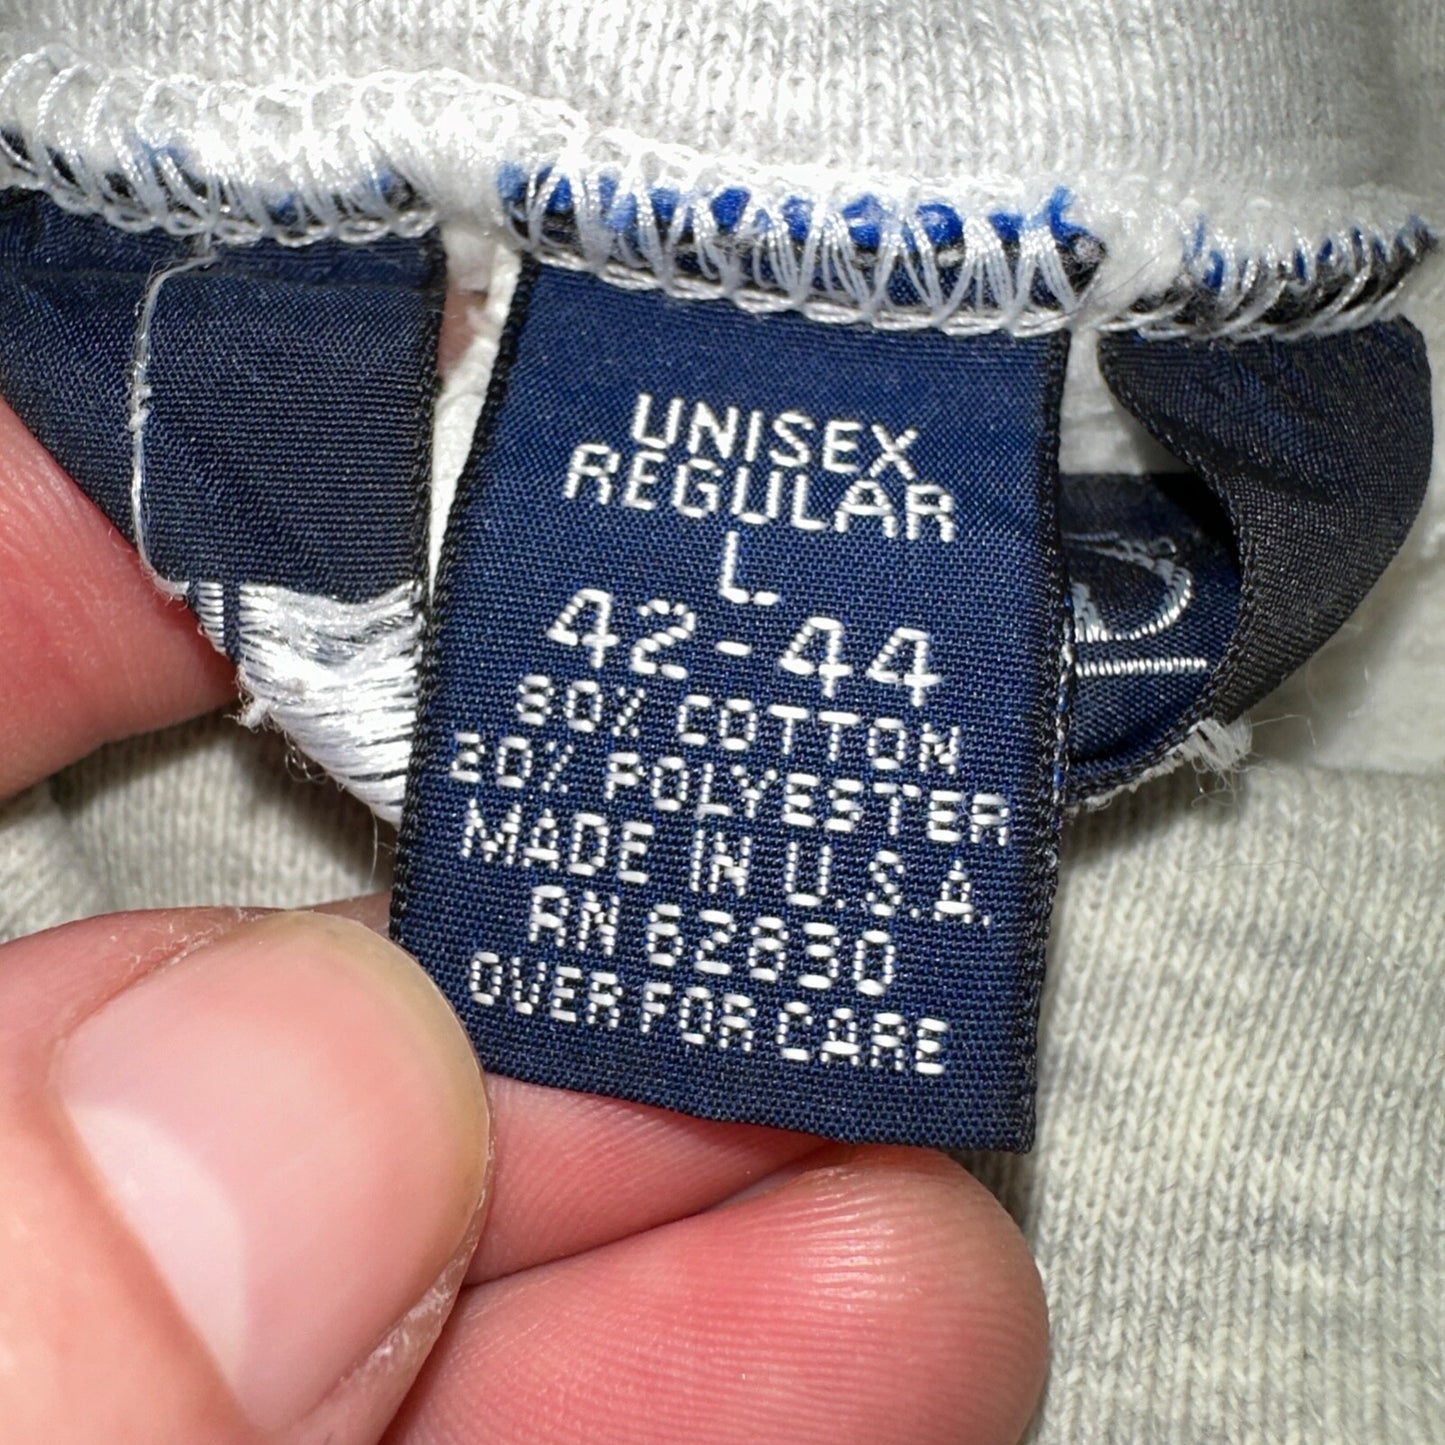 UNISEX
REGULAR
L
42-44
80% COTTON
20% POLYESTER
MADE IN U.S.A.
RN 62830
OVER FOR CARE